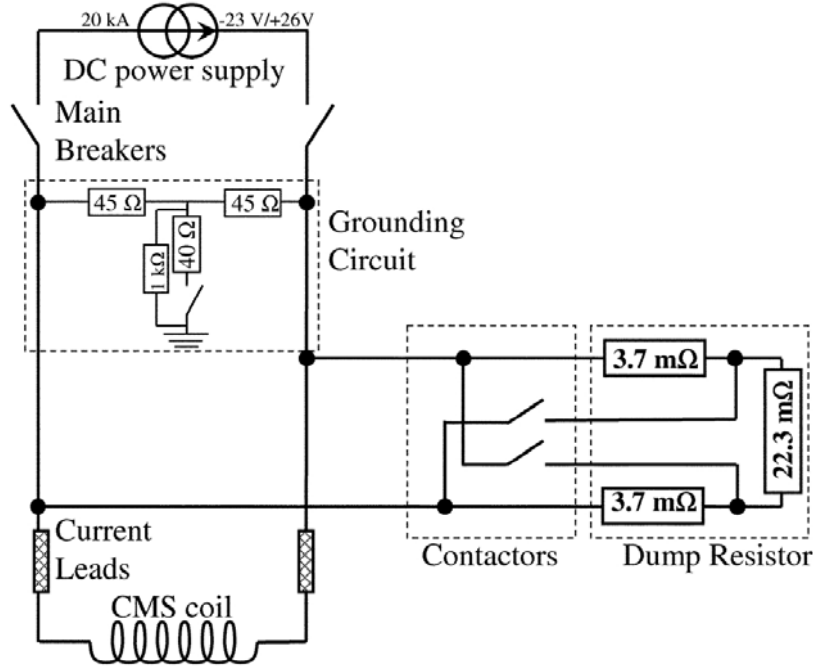 20 kA
-23 V/+26V
DC power supply
Main
Breakers
45 Ω
45 Ω
40 Ω
1 kΩ
Grounding
Circuit
3.7 mΩ
22.3 mΩ
3.7 mΩ
Contactors
Dump Resistor
Current
Leads
CMS coil